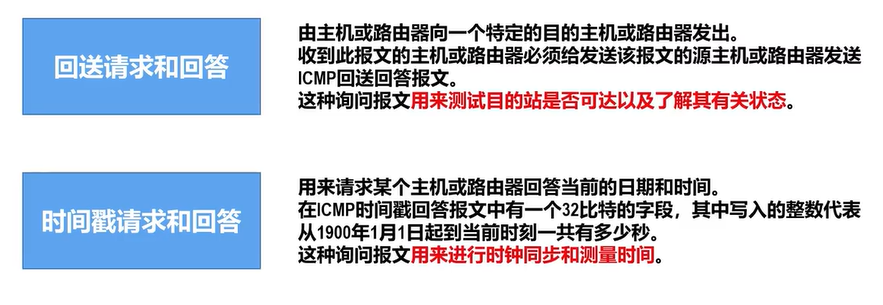 回送请求和回答
由主机或路由器向一个特定的目的主机或路由器发出。
收到此报文的主机或路由器必须给发送该报文的源主机或路由器发送
ICMP回送回答报文。
这种询问报文用来测试目的站是否可达以及了解其有关状态。
时间戳请求和回答
用来请求某个主机或路由器回答当前的日期和时间。
在ICMP时间戳回答报文中有一个32比特的字段，其中写入的整数代表
从1900年1月1日起到当前时刻一共有多少秒。
这种询问报文用来进行时钟同步和测量时间。